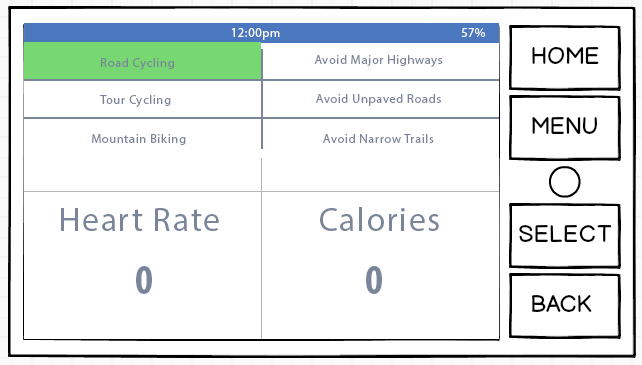 12:00pm 57%
Road Cycling Avoid Major Highways
Tour Cycling Avoid Unpaved Roads
Mountain Biking Avoid Narrow Trails
Heart Rate Calories
0 0
HOME
MENU
SELECT
BACK